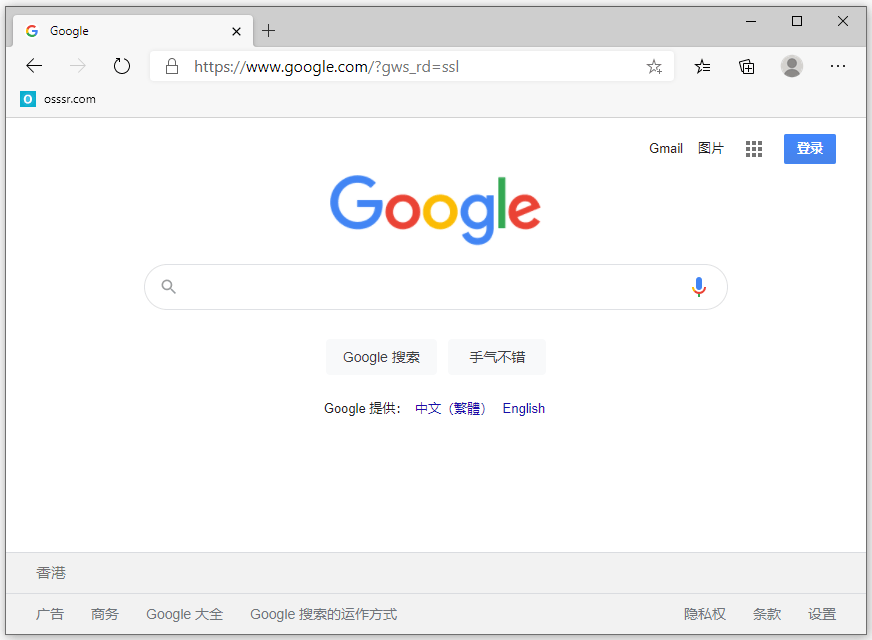 Google
https://www.google.com/?gws_rd=ssl
O osssr.com
Gmail 图片 登录
Google
Google 搜索 手气不错
Google 提供： 中文（繁體） English
香港
广告 商务 Google 大全 Google 搜索的运作方式 隐私权 条款 设置